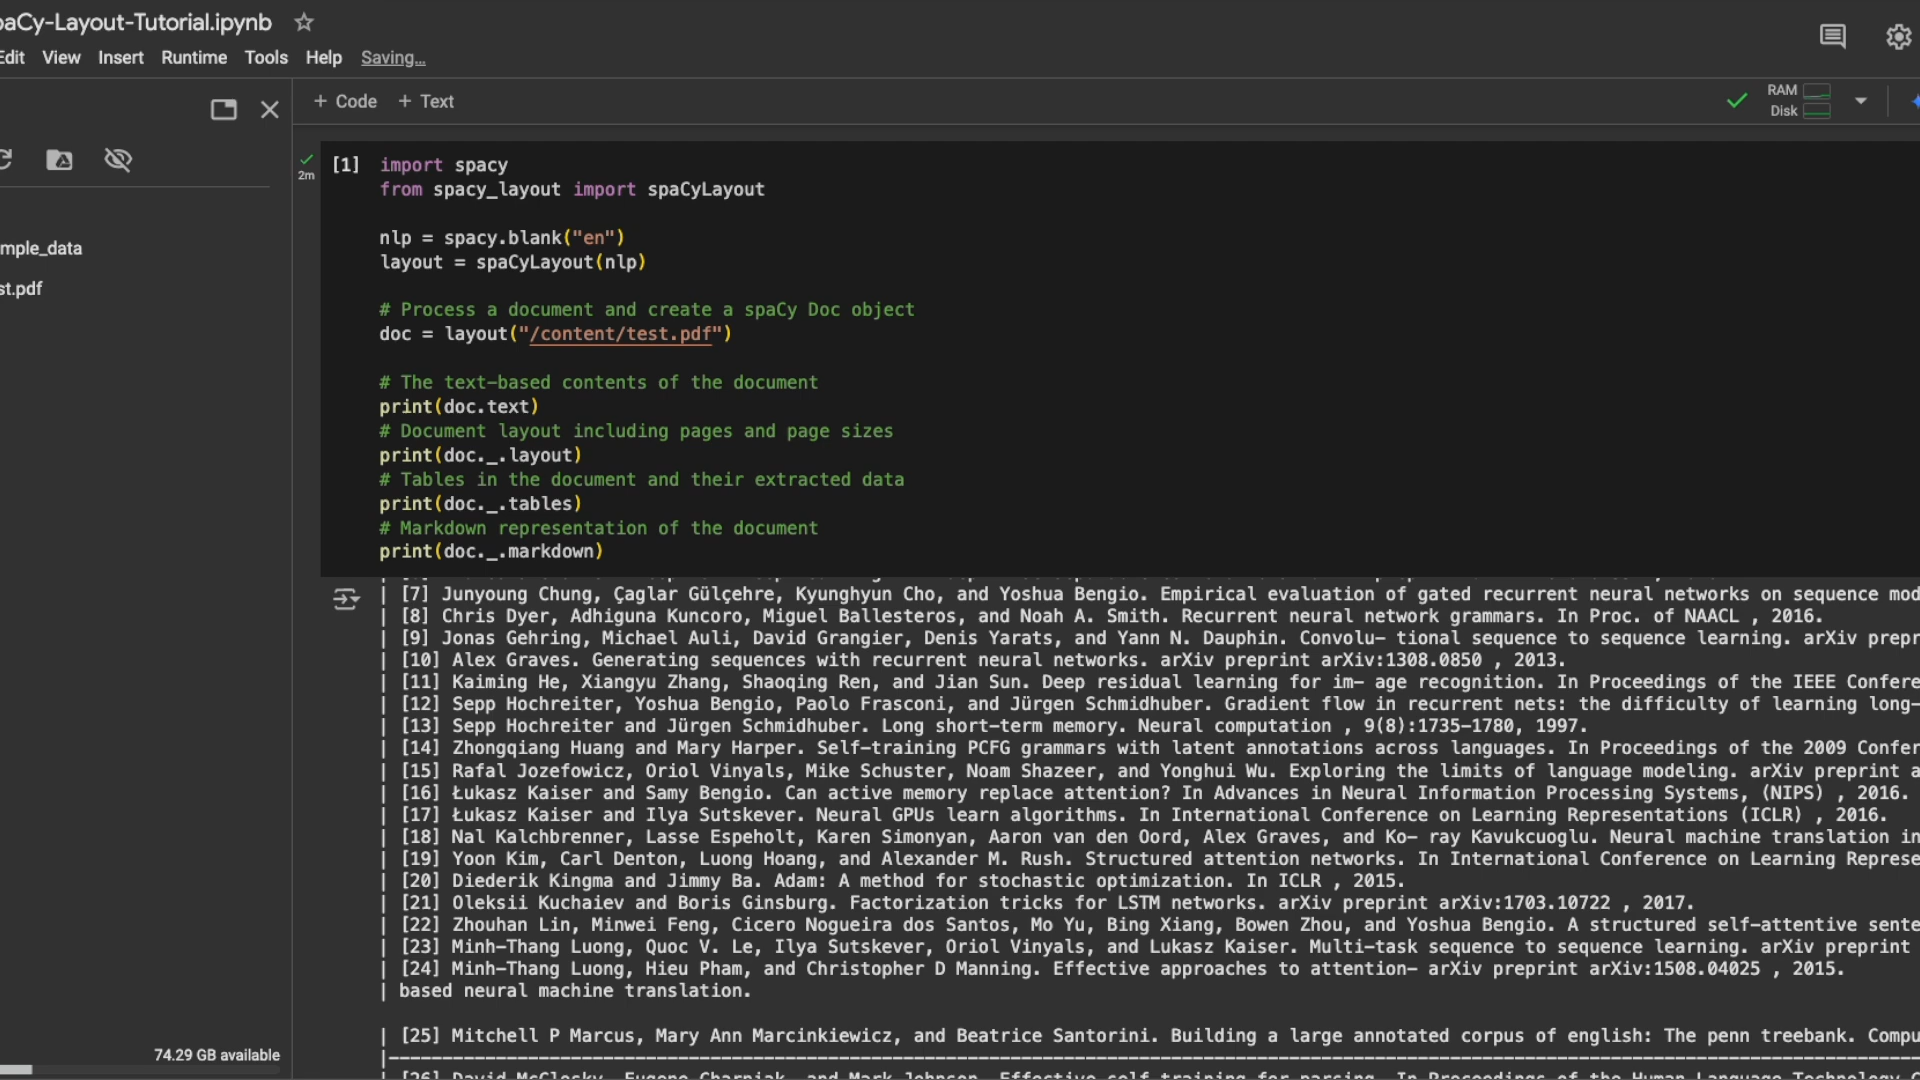 paCy-Layout-Tutorial.ipynb
Edit View Insert Runtime Tools Help Saving...
+ Code + Text
RAM
Disk
mple_data
st.pdf
74.29 GB available
2m
[1] import spacy
from spacy_layout import spaCyLayout
nlp = spacy.blank("en")
layout = spaCyLayout(nlp)
# Process a document and create a spaCy Doc object
doc = layout("/content/test.pdf")
# The text-based contents of the document
print(doc.text)
# Document layout including pages and page sizes
print(doc._.layout)
# Tables in the document and their extracted data
print(doc._.tables)
# Markdown representation of the document
print(doc._.markdown)
| [7] Junyoung Chung, Çaglar Gülçehre, Kyunghyun Cho, and Yoshua Bengio. Empirical evaluation of gated recurrent neural networks on sequence mod
| [8] Chris Dyer, Adhiguna Kuncoro, Miguel Ballesteros, and Noah A. Smith. Recurrent neural network grammars. In Proc. of NAACL , 2016.
| [9] Jonas Gehring, Michael Auli, David Grangier, Denis Yarats, and Yann N. Dauphin. Convolu- tional sequence to sequence learning. arXiv prepr
| [10] Alex Graves. Generating sequences with recurrent neural networks. arXiv preprint arXiv:1308.0850 , 2013.
| [11] Kaiming He, Xiangyu Zhang, Shaoqing Ren, and Jian Sun. Deep residual learning for im- age recognition. In Proceedings of the IEEE Confere
| [12] Sepp Hochreiter, Yoshua Bengio, Paolo Frasconi, and Jürgen Schmidhuber. Gradient flow in recurrent nets: the difficulty of learning long-
| [13] Sepp Hochreiter and Jürgen Schmidhuber. Long short-term memory. Neural computation , 9(8):1735-1780, 1997.
| [14] Zhongqiang Huang and Mary Harper. Self-training PCFG grammars with latent annotations across languages. In Proceedings of the 2009 Confer
| [15] Rafal Jozefowicz, Oriol Vinyals, Mike Schuster, Noam Shazeer, and Yonghui Wu. Exploring the limits of language modeling. arXiv preprint a
| [16] Łukasz Kaiser and Samy Bengio. Can active memory replace attention? In Advances in Neural Information Processing Systems, (NIPS) , 2016.
| [17] Łukasz Kaiser and Ilya Sutskever. Neural GPUs learn algorithms. In International Conference on Learning Representations (ICLR) , 2016.
| [18] Nal Kalchbrenner, Lasse Espeholt, Karen Simonyan, Aaron van den Oord, Alex Graves, and Ko- ray Kavukcuoglu. Neural machine translation in
| [19] Yoon Kim, Carl Denton, Luong Hoang, and Alexander M. Rush. Structured attention networks. In International Conference on Learning Represe
| [20] Diederik Kingma and Jimmy Ba. Adam: A method for stochastic optimization. In ICLR , 2015.
| [21] Oleksii Kuchaiev and Boris Ginsburg. Factorization tricks for LSTM networks. arXiv preprint arXiv:1703.10722 , 2017.
| [22] Zhouhan Lin, Minwei Feng, Cicero Nogueira dos Santos, Mo Yu, Bing Xiang, Bowen Zhou, and Yoshua Bengio. A structured self-attentive sente
| [23] Minh-Thang Luong, Quoc V. Le, Ilya Sutskever, Oriol Vinyals, and Lukasz Kaiser. Multi-task sequence to sequence learning. arXiv preprint
| [24] Minh-Thang Luong, Hieu Pham, and Christopher D Manning. Effective approaches to attention- arXiv preprint arXiv:1508.04025 , 2015.
| based neural machine translation.
| [25] Mitchell P Marcus, Mary Ann Marcinkiewicz, and Beatrice Santorini. Building a large annotated corpus of english: The penn treebank. Compu
| [26] David McClosky, Eugene Charniak, and Mark Johnson. Effective self-training for parsing. In Proceedings of the Human Language Technology C